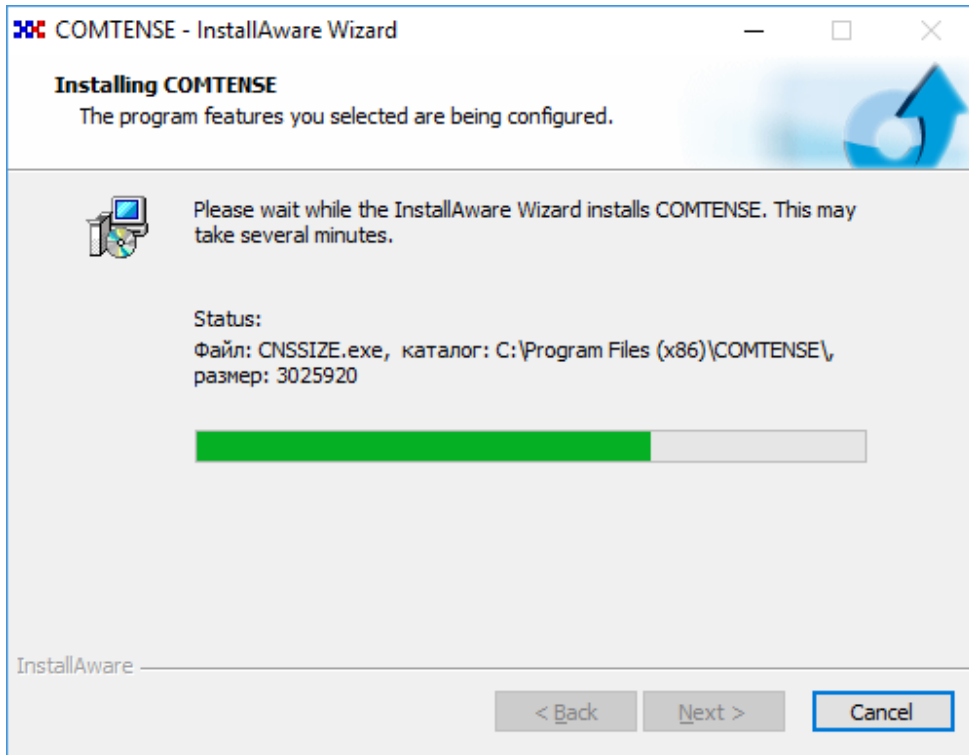 COMTENSE - InstallAware Wizard
Installing COMTENSE
The program features you selected are being configured.
Please wait while the InstallAware Wizard installs COMTENSE. This may
take several minutes.
Status:
Файл: CNSSIZE.exe, каталог: C:\Program Files (x86)\COMTENSE\,
размер: 3025920
InstallAware
< Back
Next >
Cancel